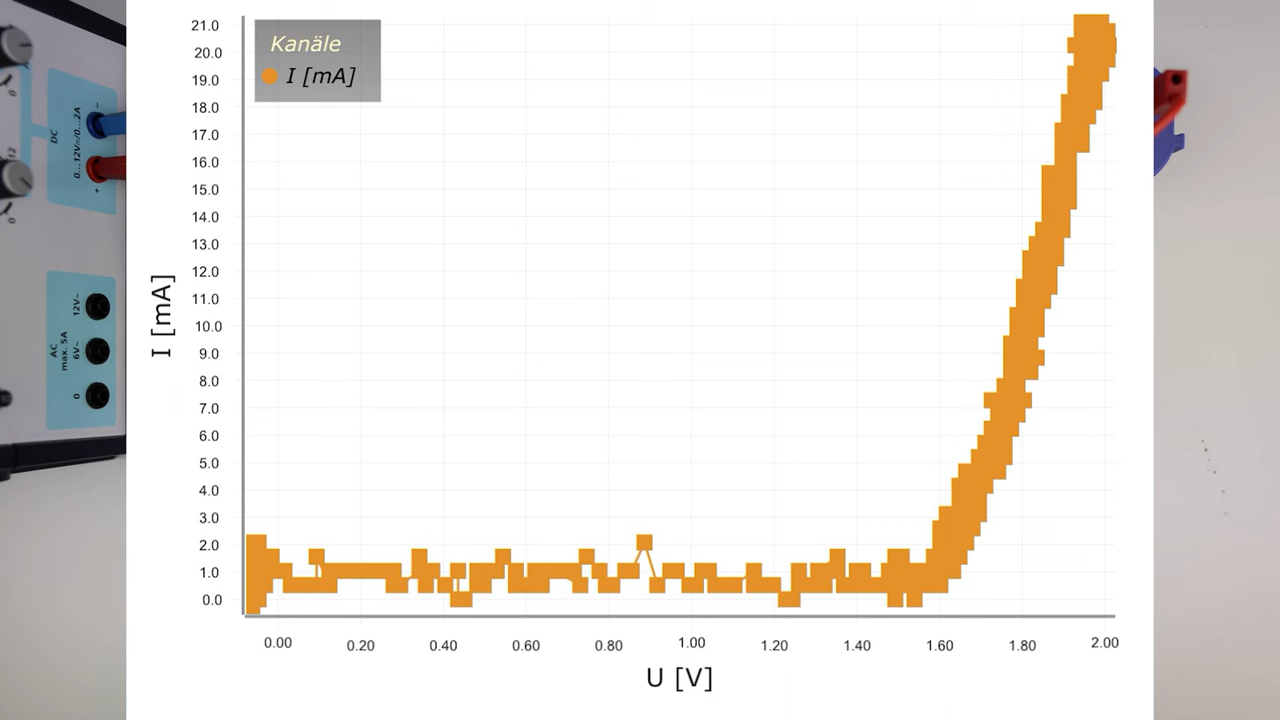 Kanäle
I [mA]
21.0
20.0
19.0
18.0
17.0
16.0
15.0
14.0
13.0
12.0
11.0
10.0
9.0
8.0
7.0
6.0
5.0
4.0
3.0
2.0
1.0
0.0
I [mA]
0.00 0.20 0.40 0.60 0.80 1.00 1.20 1.40 1.60 1.80 2.00
U [V]
DC
0...12V⎓/0...2A
−
+
0
12
0
AC
max. 5A
12V~
6V~
0